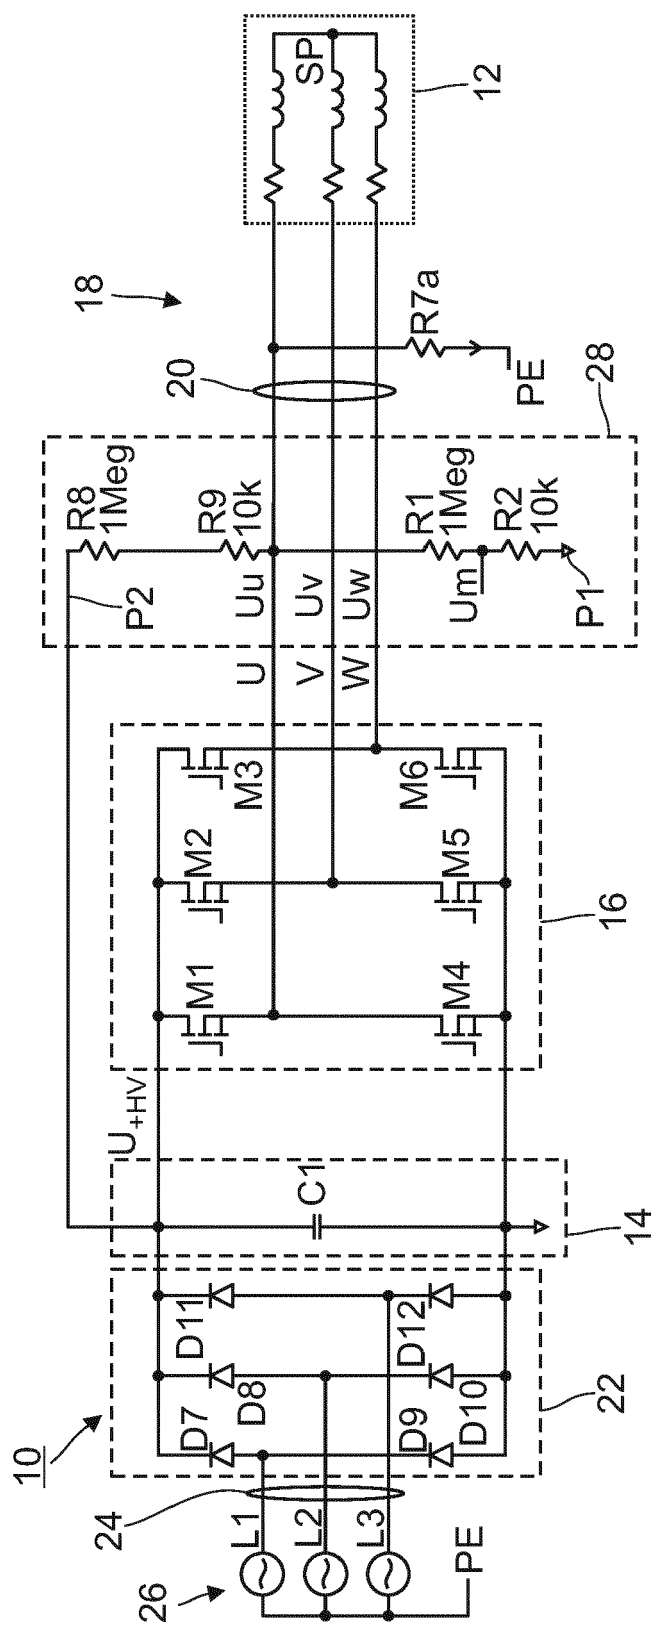 10
26
24
L1
L2
L3
PE
D7
D8
D11
D9
D10
D12
22
C1
14
U+HV
M1
M2
M3
M4
M5
M6
16
P2
U
V
W
Uu
Uv
Uw
R8
1Meg
R9
10k
R1
1Meg
Um
R2
10k
P1
28
20
18
R7a
PE
SP
12